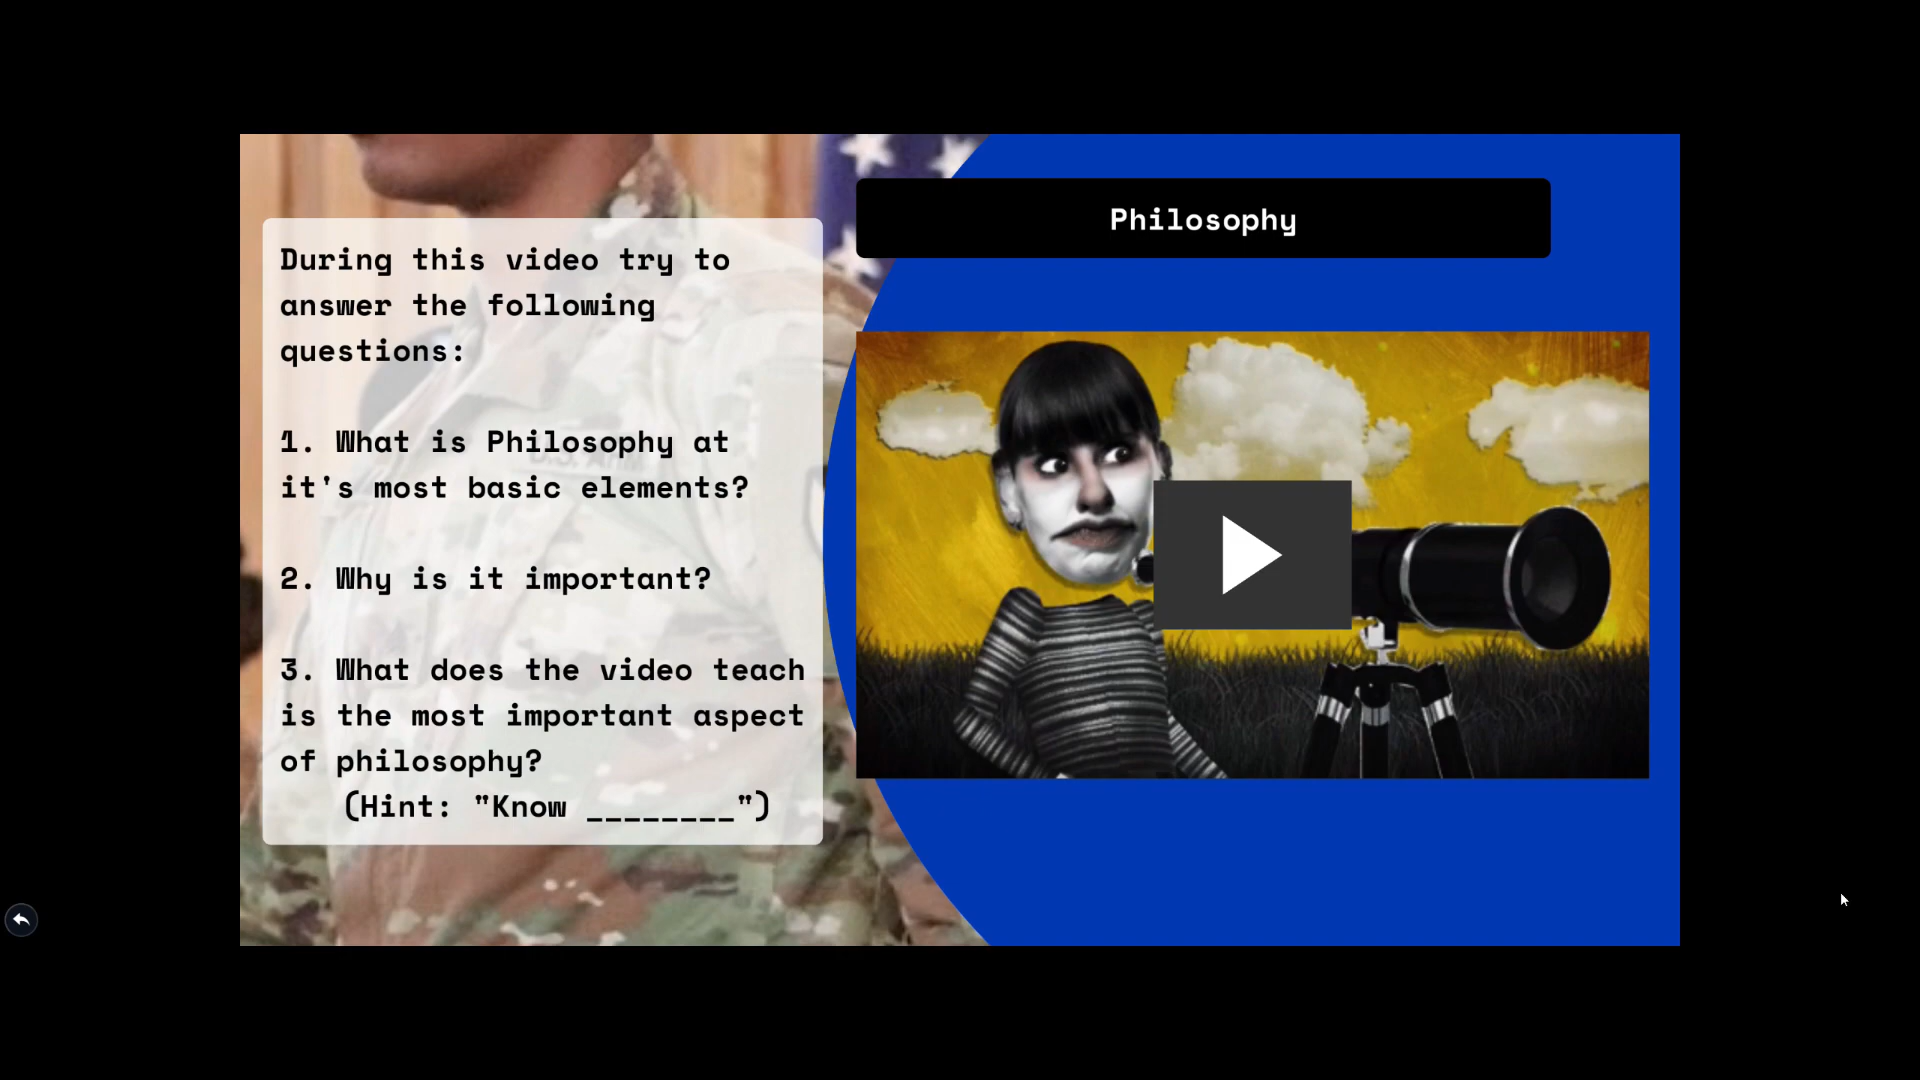 Philosophy
During this video try to
answer the following
questions:
1. What is Philosophy at
it's most basic elements?
2. Why is it important?
3. What does the video teach
is the most important aspect
of philosophy?
(Hint: "Know ________")